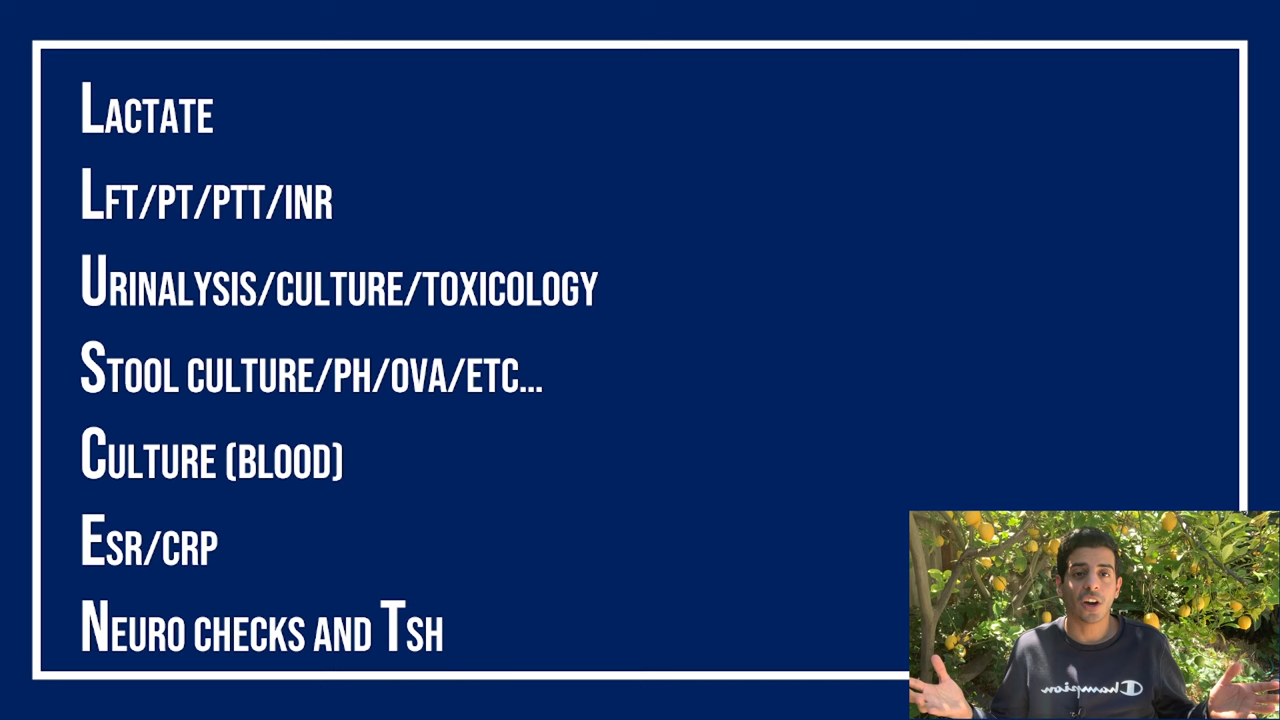 LACTATE
LFT/PT/PTT/INR
URINALYSIS/CULTURE/TOXICOLOGY
STOOL CULTURE/PH/OVA/ETC...
CULTURE (BLOOD)
ESR/CRP
NEURO CHECKS AND TSH
Champion